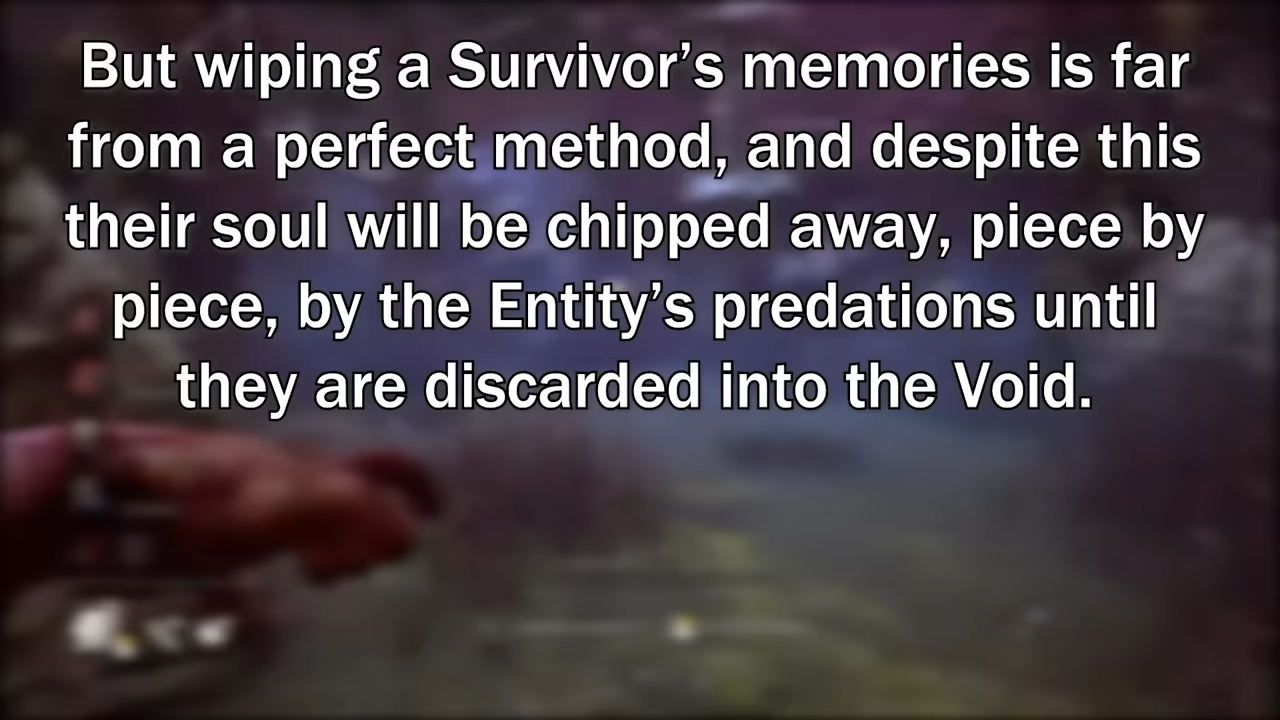 But wiping a Survivor’s memories is far
from a perfect method, and despite this
their soul will be chipped away, piece by
piece, by the Entity’s predations until
they are discarded into the Void.